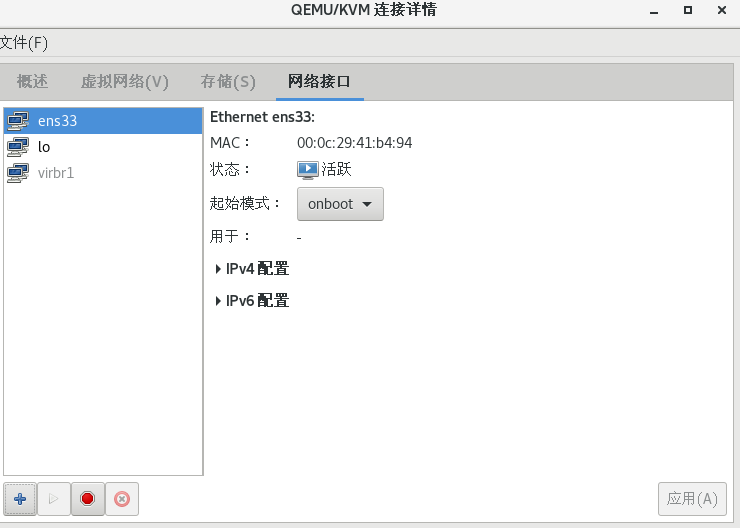 QEMU/KVM 连接详情
文件(F)
概述 虚拟网络(V) 存储(S) 网络接口
ens33
lo
virbr1
Ethernet ens33:
MAC： 00:0c:29:41:b4:94
状态： 活跃
起始模式： onboot
用于： -
IPv4 配置
IPv6 配置
应用(A)